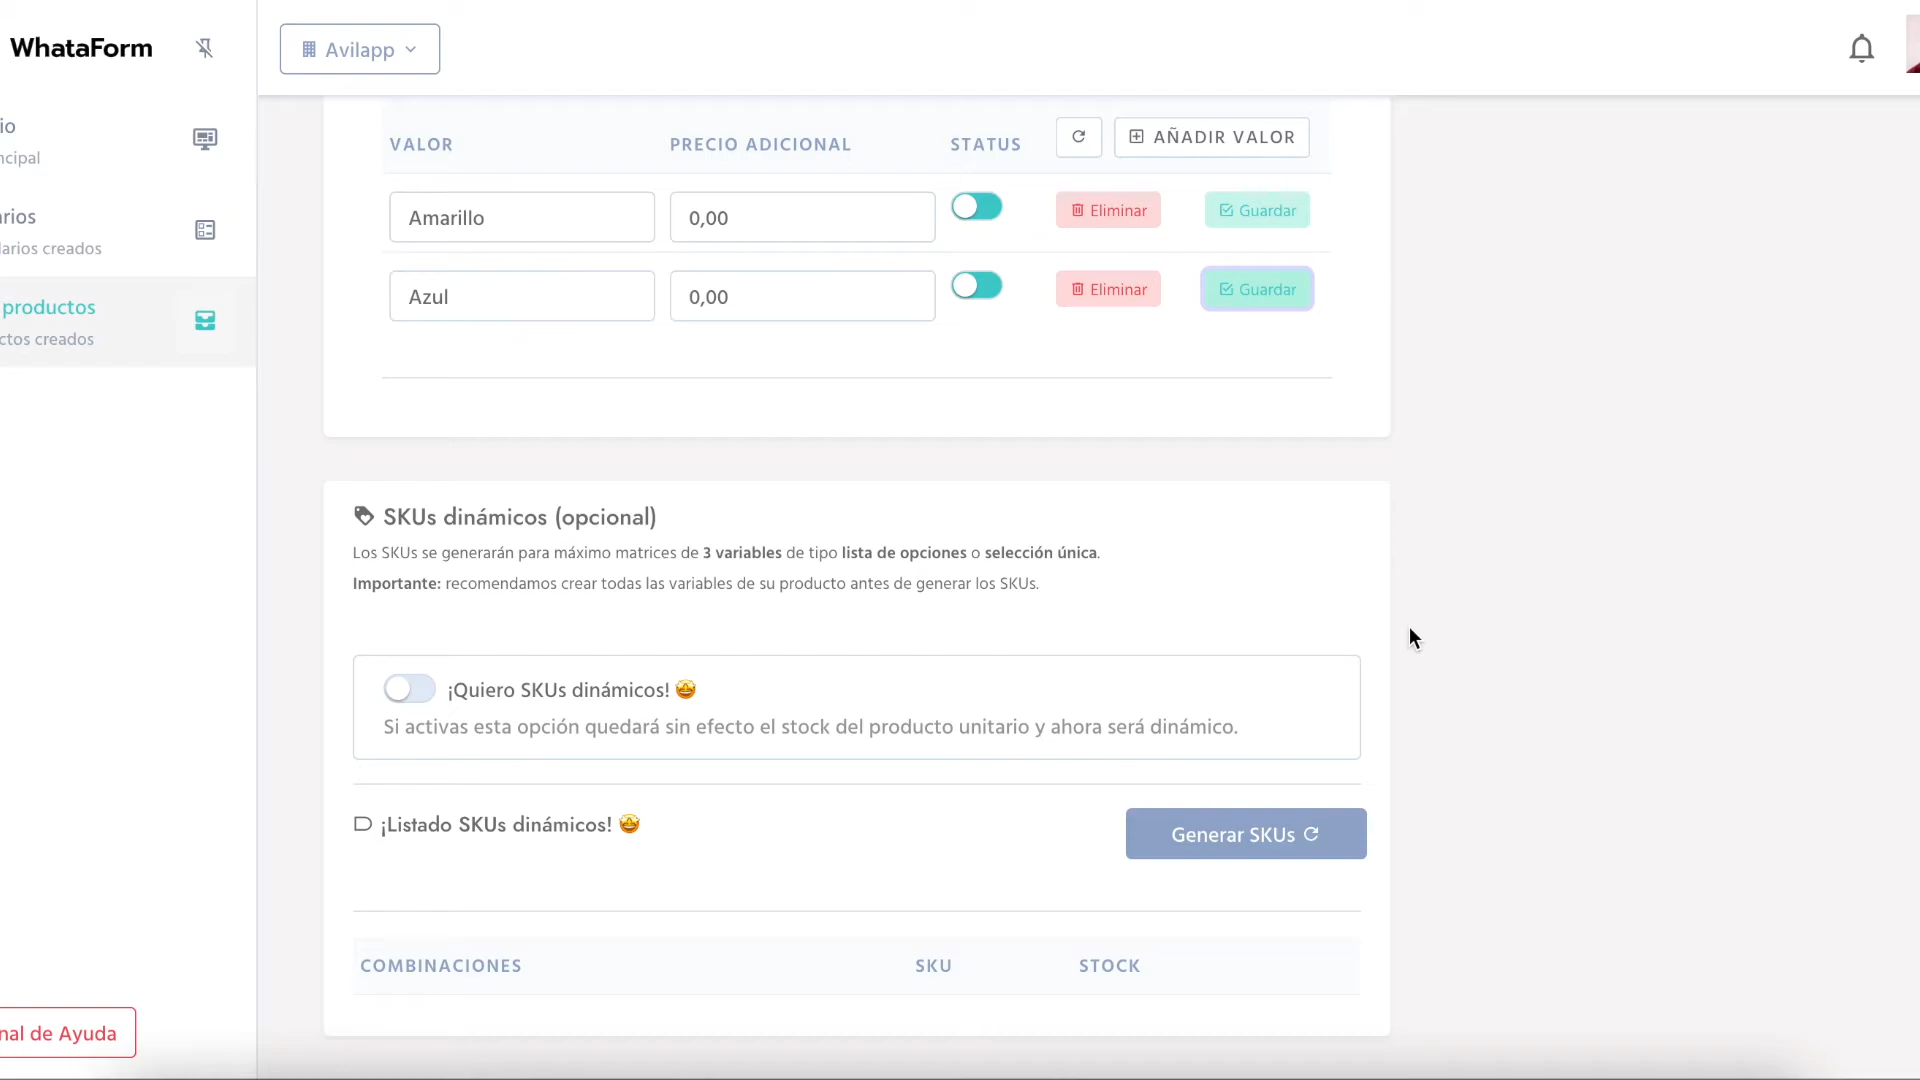 WhataForm
Avilapp
io
ncipal
VALOR
PRECIO ADICIONAL
STATUS
AÑADIR VALOR
Amarillo
0,00
Eliminar
Guardar
arios
larios creados
Azul
0,00
Eliminar
Guardar
productos
ctos creados
SKUs dinámicos (opcional)
Los SKUs se generarán para máximo matrices de 3 variables de tipo lista de opciones o selección única.
Importante: recomendamos crear todas las variables de su producto antes de generar los SKUs.
¡Quiero SKUs dinámicos! 🤩
Si activas esta opción quedará sin efecto el stock del producto unitario y ahora será dinámico.
¡Listado SKUs dinámicos! 🤩
Generar SKUs
COMBINACIONES
SKU
STOCK
nal de Ayuda